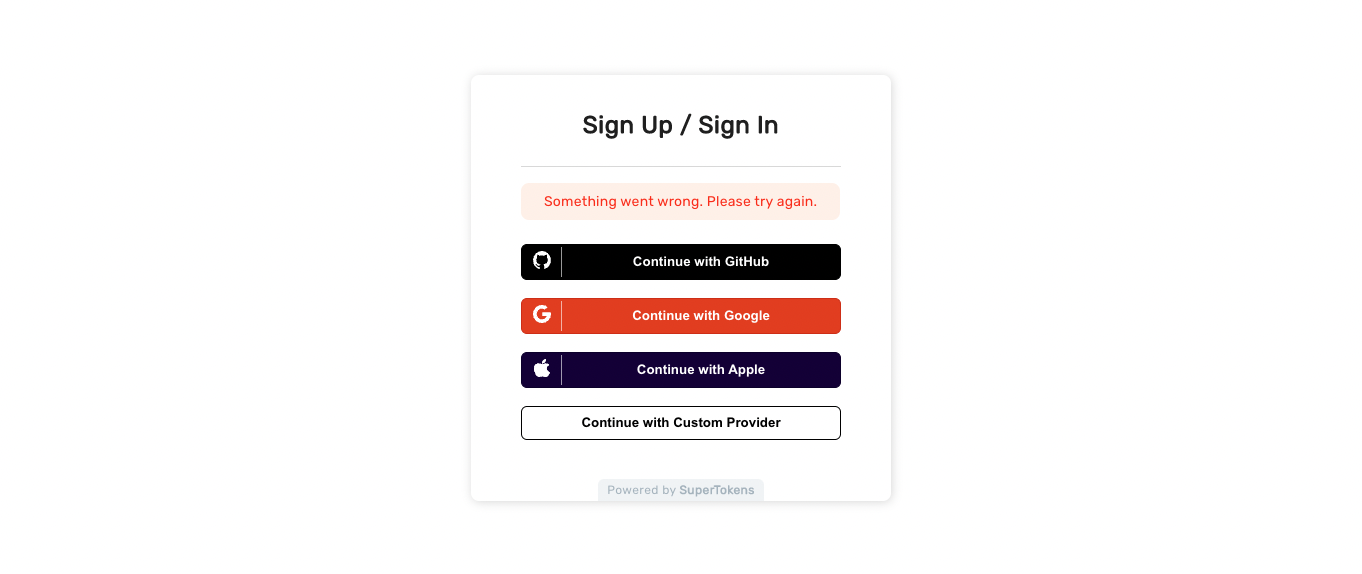 Sign Up / Sign In
Something went wrong. Please try again.
Continue with GitHub
Continue with Google
Continue with Apple
Continue with Custom Provider
Powered by SuperTokens